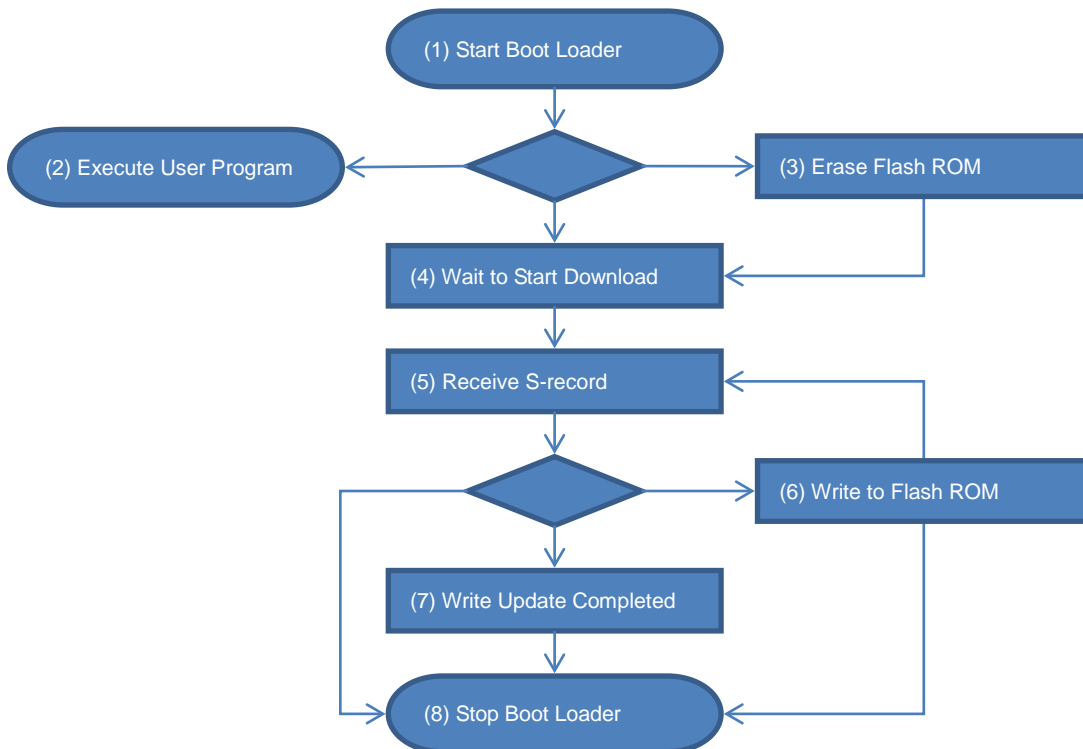 (1) Start Boot Loader
(2) Execute User Program
(3) Erase Flash ROM
(4) Wait to Start Download
(5) Receive S-record
(6) Write to Flash ROM
(7) Write Update Completed
(8) Stop Boot Loader